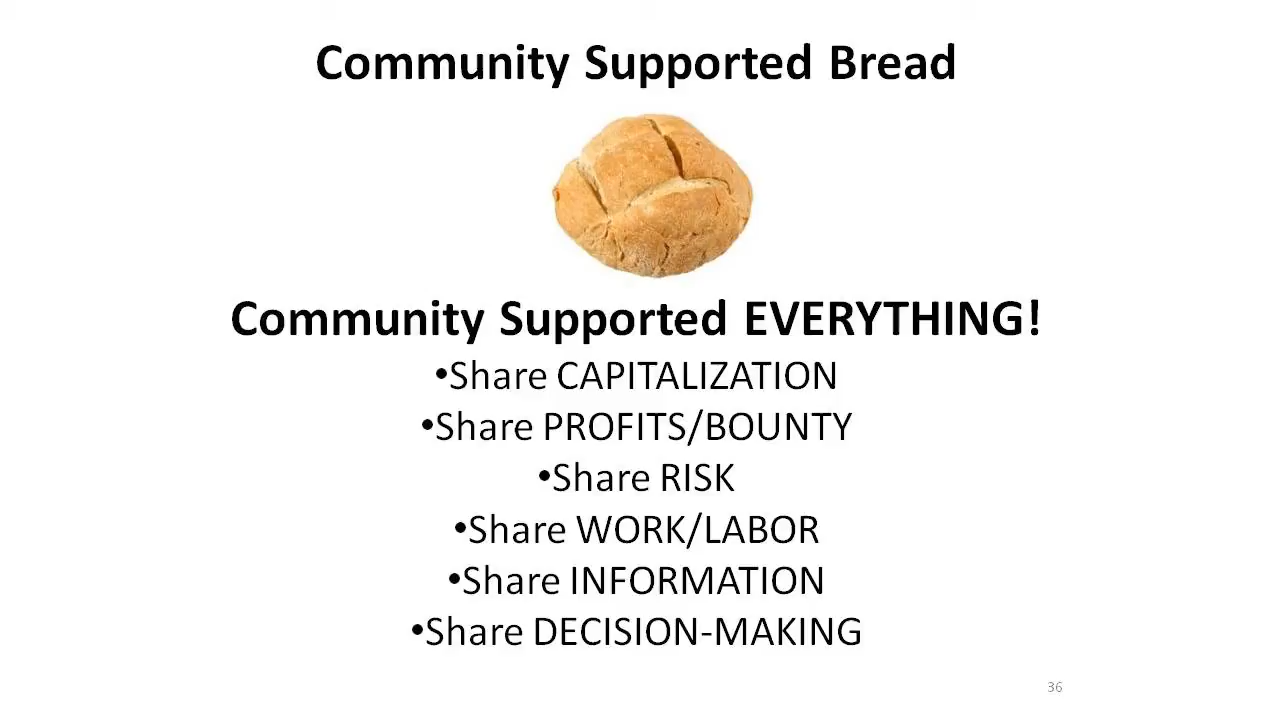 Community Supported Bread
Community Supported EVERYTHING!
•Share CAPITALIZATION
•Share PROFITS/BOUNTY
•Share RISK
•Share WORK/LABOR
•Share INFORMATION
•Share DECISION-MAKING
36